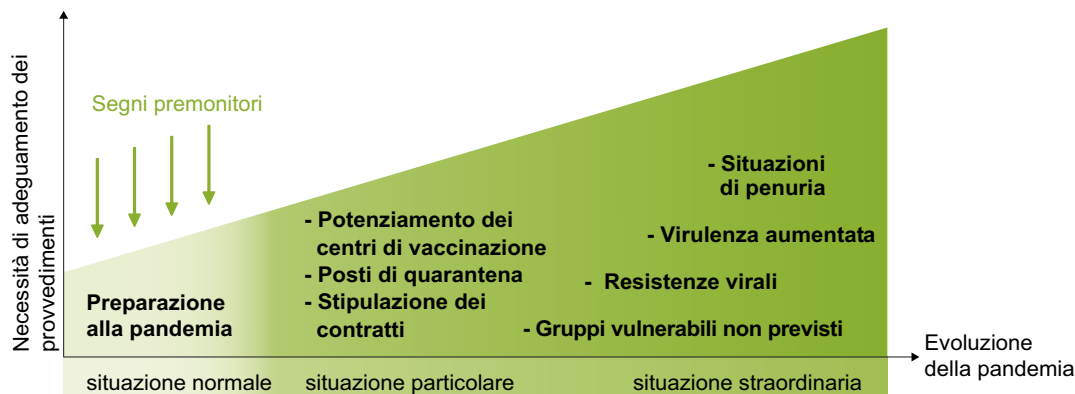 Necessità di adeguamento dei
provvedimenti
Segni premonitori
Preparazione
alla pandemia
- Potenziamento dei
centri di vaccinazione
- Posti di quarantena
- Stipulazione dei
contratti
- Situazioni
di penuria
- Virulenza aumentata
- Resistenze virali
- Gruppi vulnerabili non previsti
situazione normale
situazione particolare
situazione straordinaria
Evoluzione
della pandemia